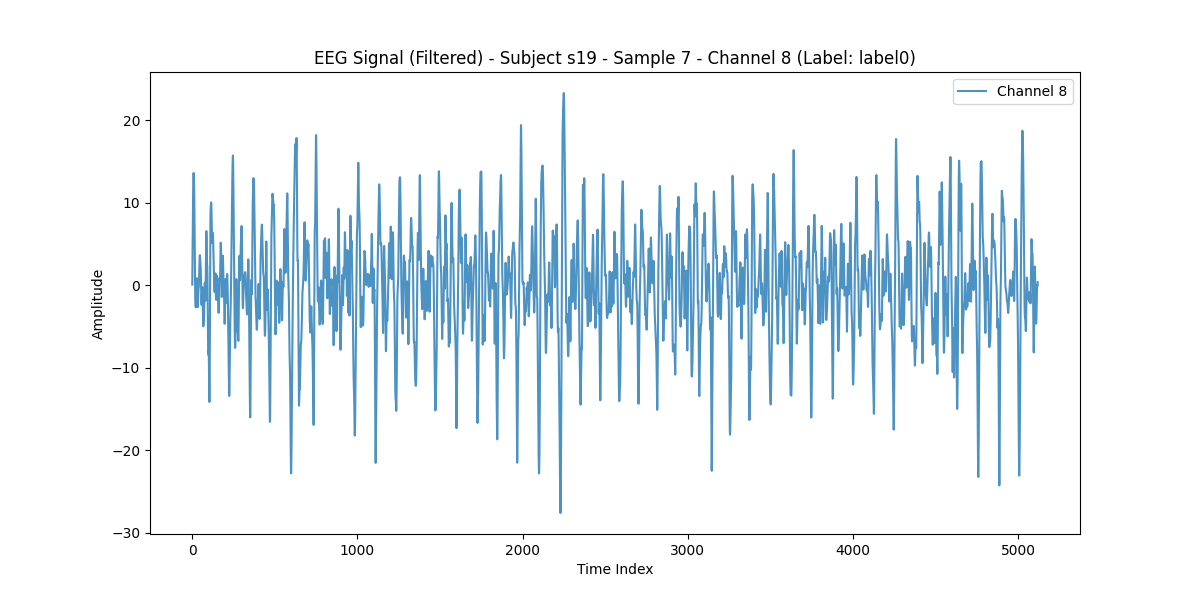 EEG Signal (Filtered) - Subject s19 - Sample 7 - Channel 8 (Label: label0)
Channel 8
20
10
0
−10
−20
−30
Amplitude
0 1000 2000 3000 4000 5000
Time Index